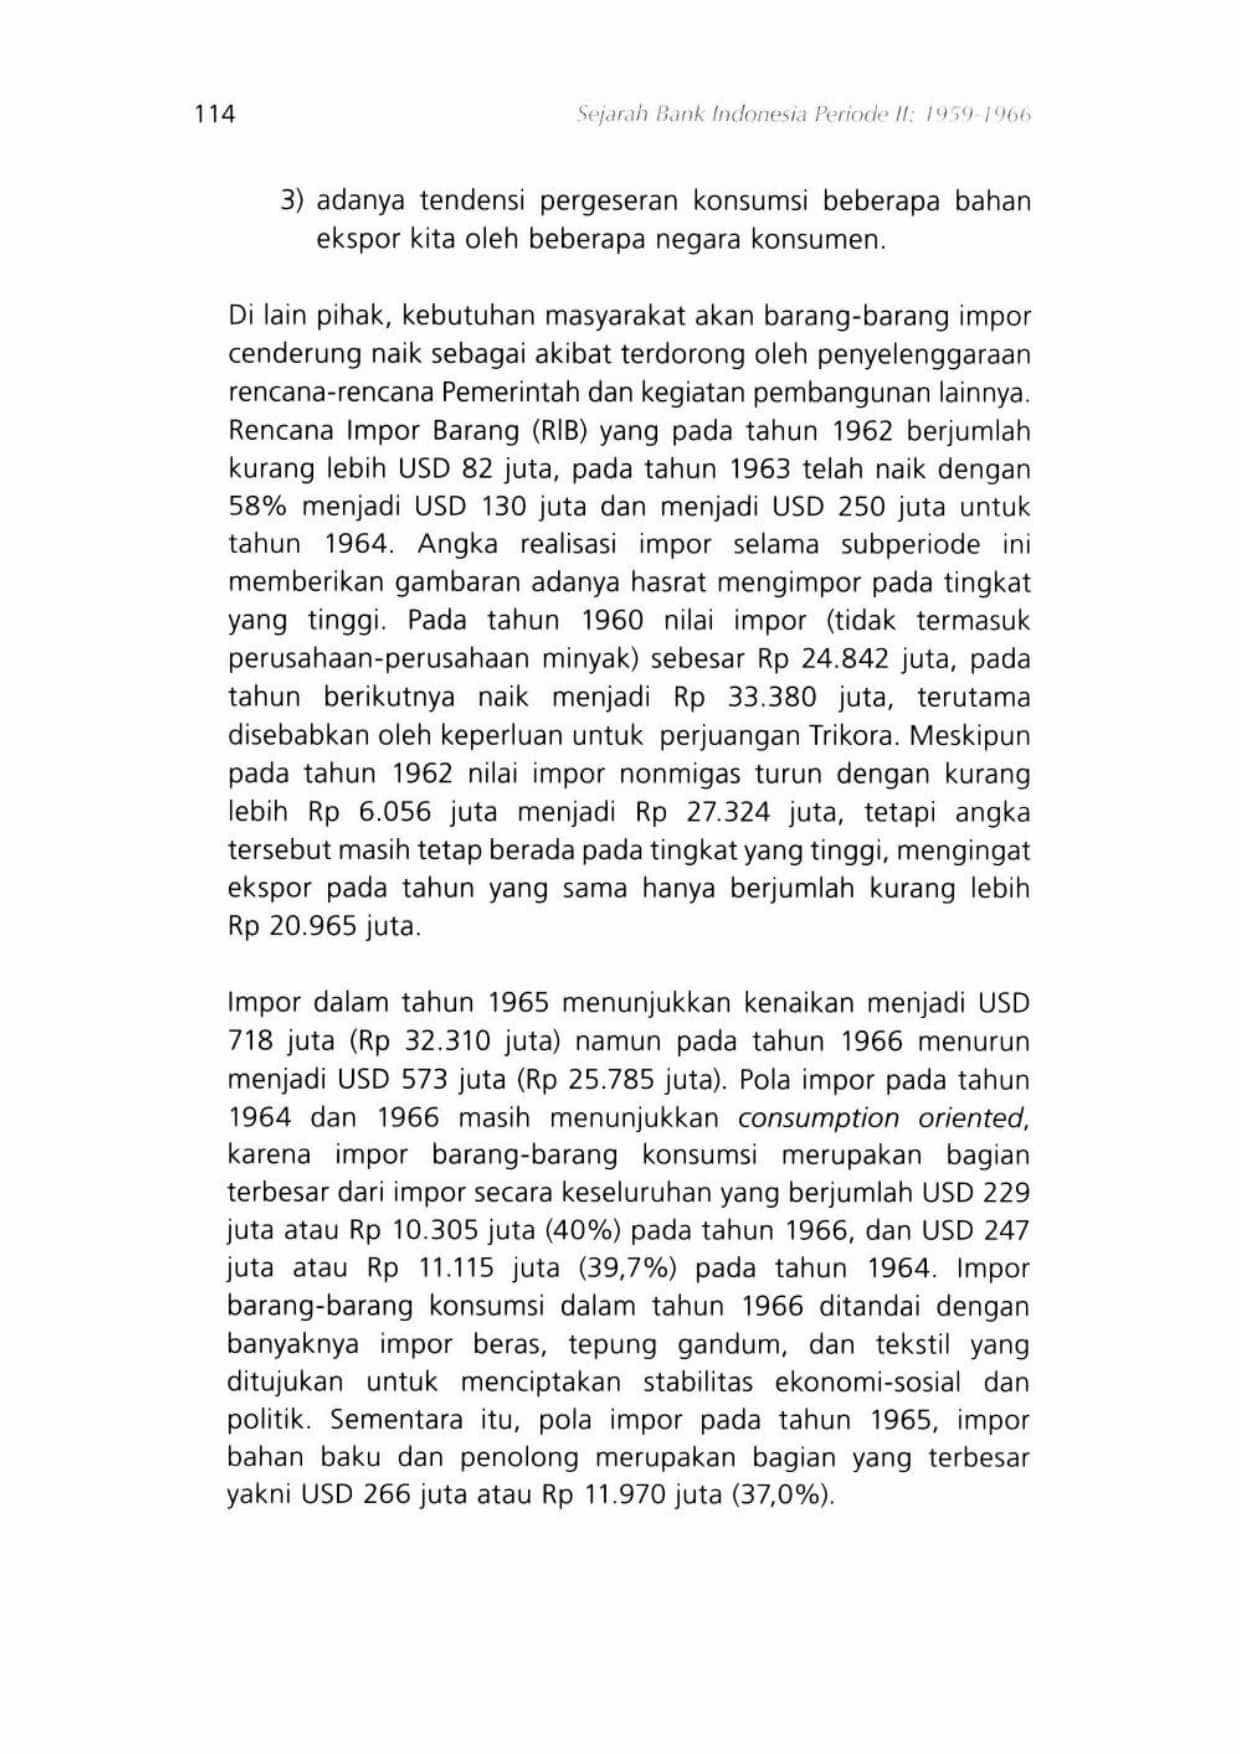 114 Sejarah Bank Indonesia Periode II: 1959-1966
3) adanya tendensi pergeseran konsumsi beberapa bahan
ekspor kita oleh beberapa negara konsumen.
Di lain pihak, kebutuhan masyarakat akan barang-barang impor
cenderung naik sebagai akibat terdorong oleh penyelenggaraan
rencana-rencana Pemerintah dan kegiatan pembangunan lainnya.
Rencana Impor Barang (RIB) yang pada tahun 1962 berjumlah
kurang lebih USD 82 juta, pada tahun 1963 telah naik dengan
58% menjadi USD 130 juta dan menjadi USD 250 juta untuk
tahun 1964. Angka realisasi impor selama subperiode ini
memberikan gambaran adanya hasrat mengimpor pada tingkat
yang tinggi. Pada tahun 1960 nilai impor (tidak termasuk
perusahaan-perusahaan minyak) sebesar Rp 24.842 juta, pada
tahun berikutnya naik menjadi Rp 33.380 juta, terutama
disebabkan oleh keperluan untuk perjuangan Trikora. Meskipun
pada tahun 1962 nilai impor nonmigas turun dengan kurang
lebih Rp 6.056 juta menjadi Rp 27.324 juta, tetapi angka
tersebut masih tetap berada pada tingkat yang tinggi, mengingat
ekspor pada tahun yang sama hanya berjumlah kurang lebih
Rp 20.965 juta.
Impor dalam tahun 1965 menunjukkan kenaikan menjadi USD
718 juta (Rp 32.310 juta) namun pada tahun 1966 menurun
menjadi USD 573 juta (Rp 25.785 juta). Pola impor pada tahun
1964 dan 1966 masih menunjukkan consumption oriented,
karena impor barang-barang konsumsi merupakan bagian
terbesar dari impor secara keseluruhan yang berjumlah USD 229
juta atau Rp 10.305 juta (40%) pada tahun 1966, dan USD 247
juta atau Rp 11.115 juta (39,7%) pada tahun 1964. Impor
barang-barang konsumsi dalam tahun 1966 ditandai dengan
banyaknya impor beras, tepung gandum, dan tekstil yang
ditujukan untuk menciptakan stabilitas ekonomi-sosial dan
politik. Sementara itu, pola impor pada tahun 1965, impor
bahan baku dan penolong merupakan bagian yang terbesar
yakni USD 266 juta atau Rp 11.970 juta (37,0%).